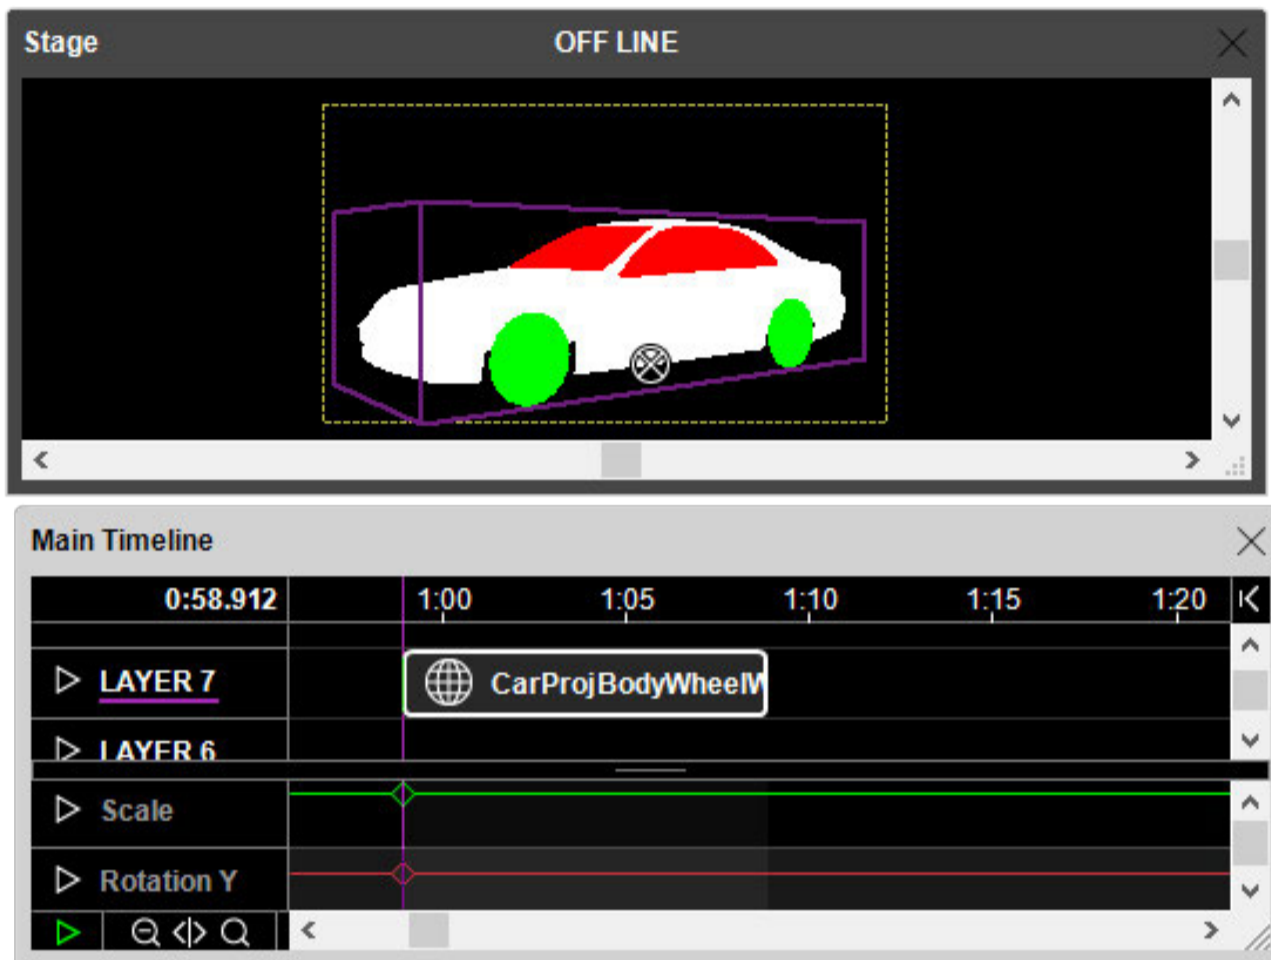 Stage OFF LINE
Main Timeline
0:58.912 1:00 1:05 1:10 1:15 1:20
LAYER 7 CarProjBodyWheelW
LAYER 6
Scale
Rotation Y